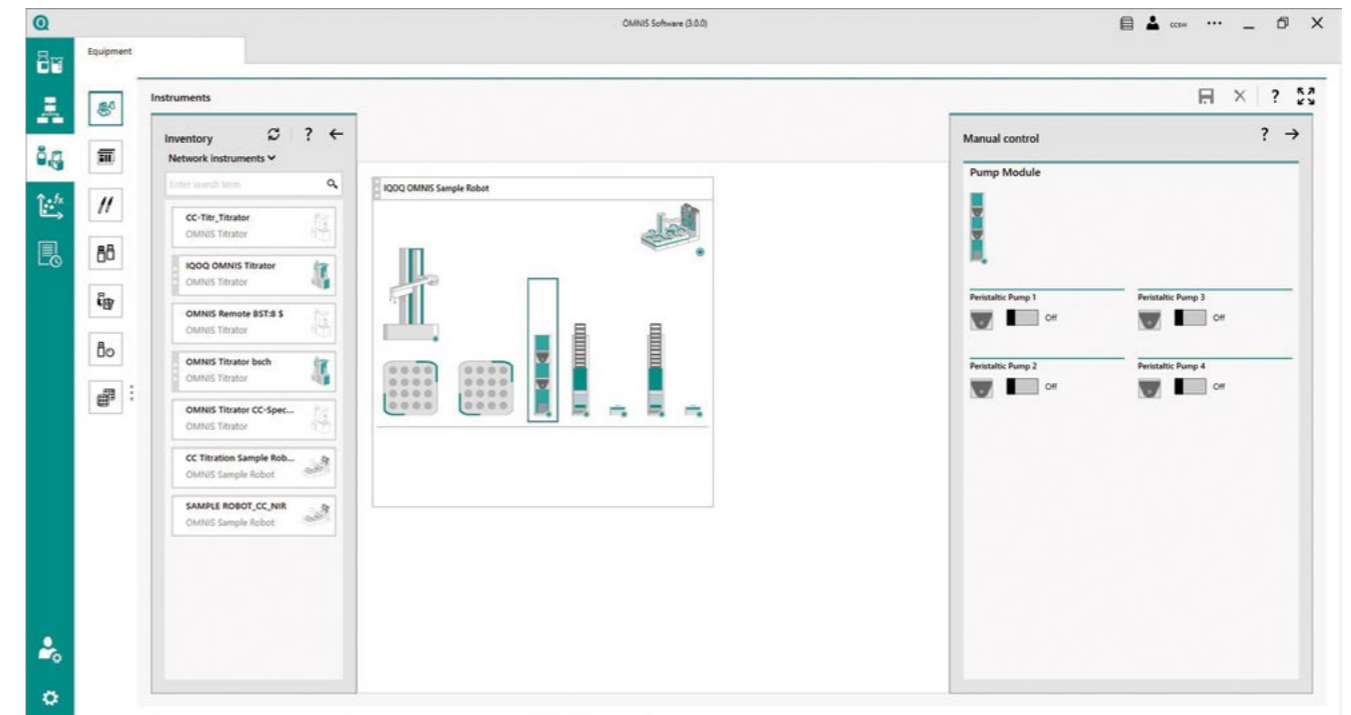 OMNIS Software (3.0.0)
ccsw
Equipment
Instruments
Inventory
Network Instruments
Enter search term
CC-Titr_Titrator
OMNIS Titrator
IQOQ OMNIS Titrator
OMNIS Titrator
OMNIS Remote BST:8 $
OMNIS Titrator
OMNIS Titrator bsch
OMNIS Titrator
OMNIS Titrator CC-Spec...
OMNIS Titrator
CC Titration Sample Rob...
OMNIS Sample Robot
SAMPLE ROBOT_CC_NIR
OMNIS Sample Robot
IQOQ OMNIS Sample Robot
Manual control
Pump Module
Peristaltic Pump 1
Off
Peristaltic Pump 3
Off
Peristaltic Pump 2
Off
Peristaltic Pump 4
Off